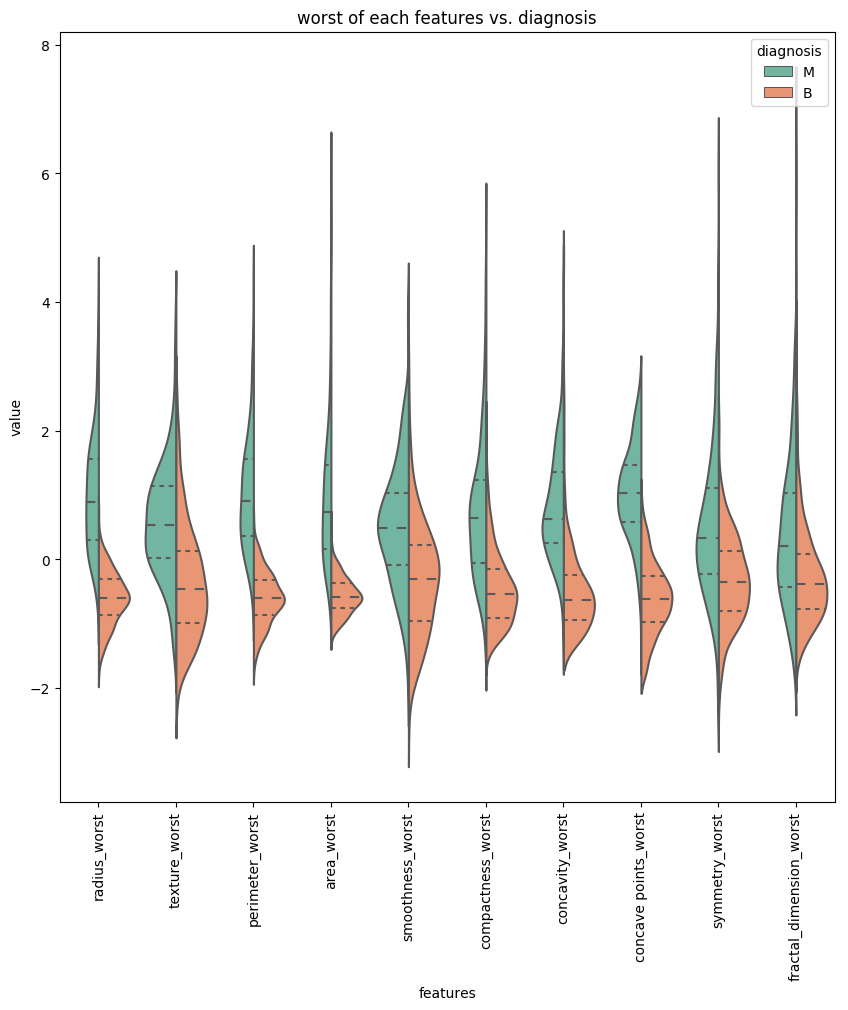 worst of each features vs. diagnosis
diagnosis
M
B
8
6
4
2
0
−2
value
radius_worst
texture_worst
perimeter_worst
area_worst
smoothness_worst
compactness_worst
concavity_worst
concave points_worst
symmetry_worst
fractal_dimension_worst
features